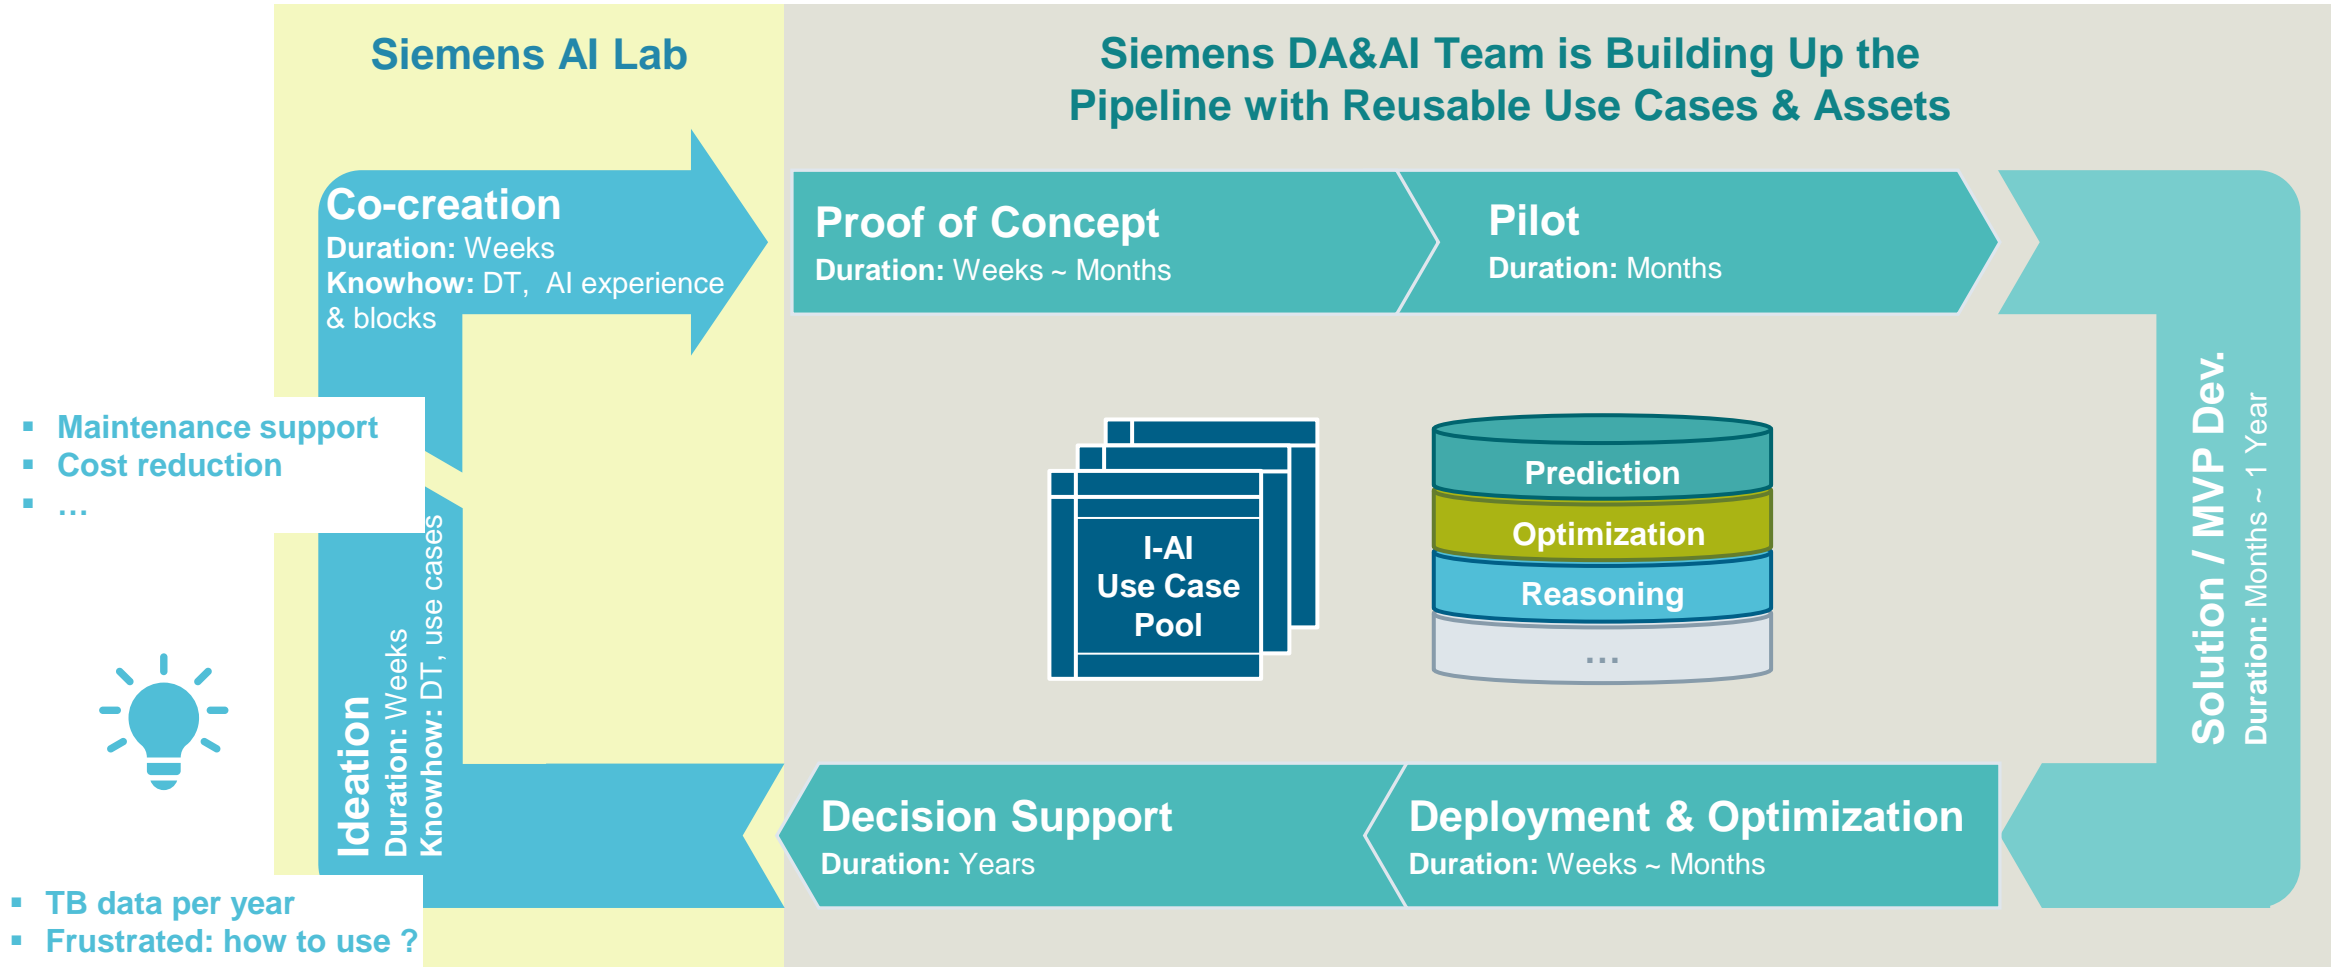 Siemens AI Lab
Siemens DA&AI Team is Building Up the
Pipeline with Reusable Use Cases & Assets
Co-creation
Duration: Weeks
Knowhow: DT, AI experience
& blocks
Proof of Concept
Duration: Weeks ~ Months
Pilot
Duration: Months
Solution / MVP Dev.
Duration: Months ~ 1 Year
▪ Maintenance support
▪ Cost reduction
▪ …
I-AI
Use Case
Pool
Prediction
Optimization
Reasoning
…
Ideation
Duration: Weeks
Knowhow: DT, use cases
Decision Support
Duration: Years
Deployment & Optimization
Duration: Weeks ~ Months
▪ TB data per year
▪ Frustrated: how to use ?